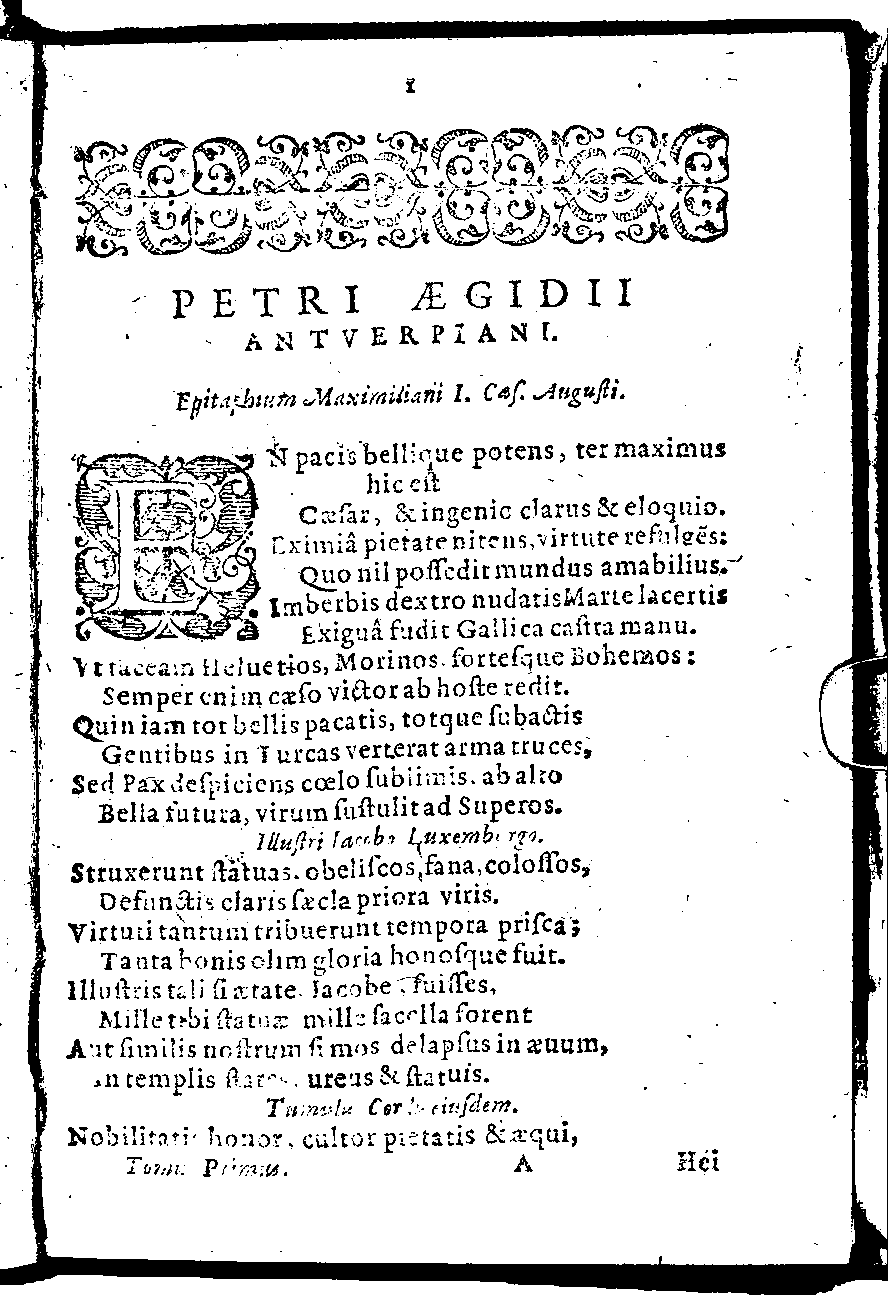 1
PETRI ÆGIDII
ANTVERPIANI.
Epitaphium Maximiliani I. Cæſ. Auguſti.
EN pacis bellique potens, ter maximus
hic eſt
Cæſar, & ingenio clarus & eloquio.
Eximiâ pietate nitens, virtute refulgēs:
Quo nil poſſedit mundus amabilius.
Imberbis dextro nudatis Marte lacertis
Exiguâ fudit Gallica caſtra manu.
Vt taceam Heluetios, Morinos, forteſque Bohemos:
Semper enim cæſo victor ab hoſte redit.
Quin iam tot bellis pacatis, totque ſubactis
Gentibus in Turcas verterat arma truces,
Sed Pax deſpiciens cœlo ſublimis, ab alto
Bella futura, virum ſuſtulit ad Superos.
Illuſtri Iacobo Luxemburgo.
Struxerunt ſtatuas, obeliſcos, fana, coloſſos,
Defunctis claris ſæcla priora viris.
Virtuti tantum tribuerunt tempora priſca;
Tanta bonis olim gloria honoſque fuit.
Illuſtris tali ſi ætate, Iacobe, fuiſſes,
Mille tibi ſtatuæ mille ſacella forent
Aut ſimilis noſtrum ſi mos delapſus in æuum,
In templis ſtares, ureus & ſtatuis.
Tumulu Cor eiuſdem.
Nobilitatis honor, cultor pietatis & æqui,
Tomus Primus. A Hei